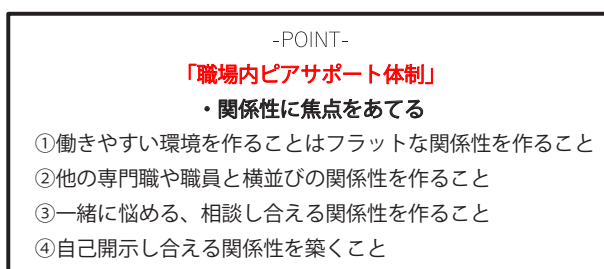 -POINT-
「職場内ピアサポート体制」
・関係性に焦点をあてる
①働きやすい環境を作ることはフラットな関係性を作ること
②他の専門職や職員と横並びの関係性を作ること
③一緒に悩める、相談し合える関係性を作ること
④自己開示し合える関係性を築くこと